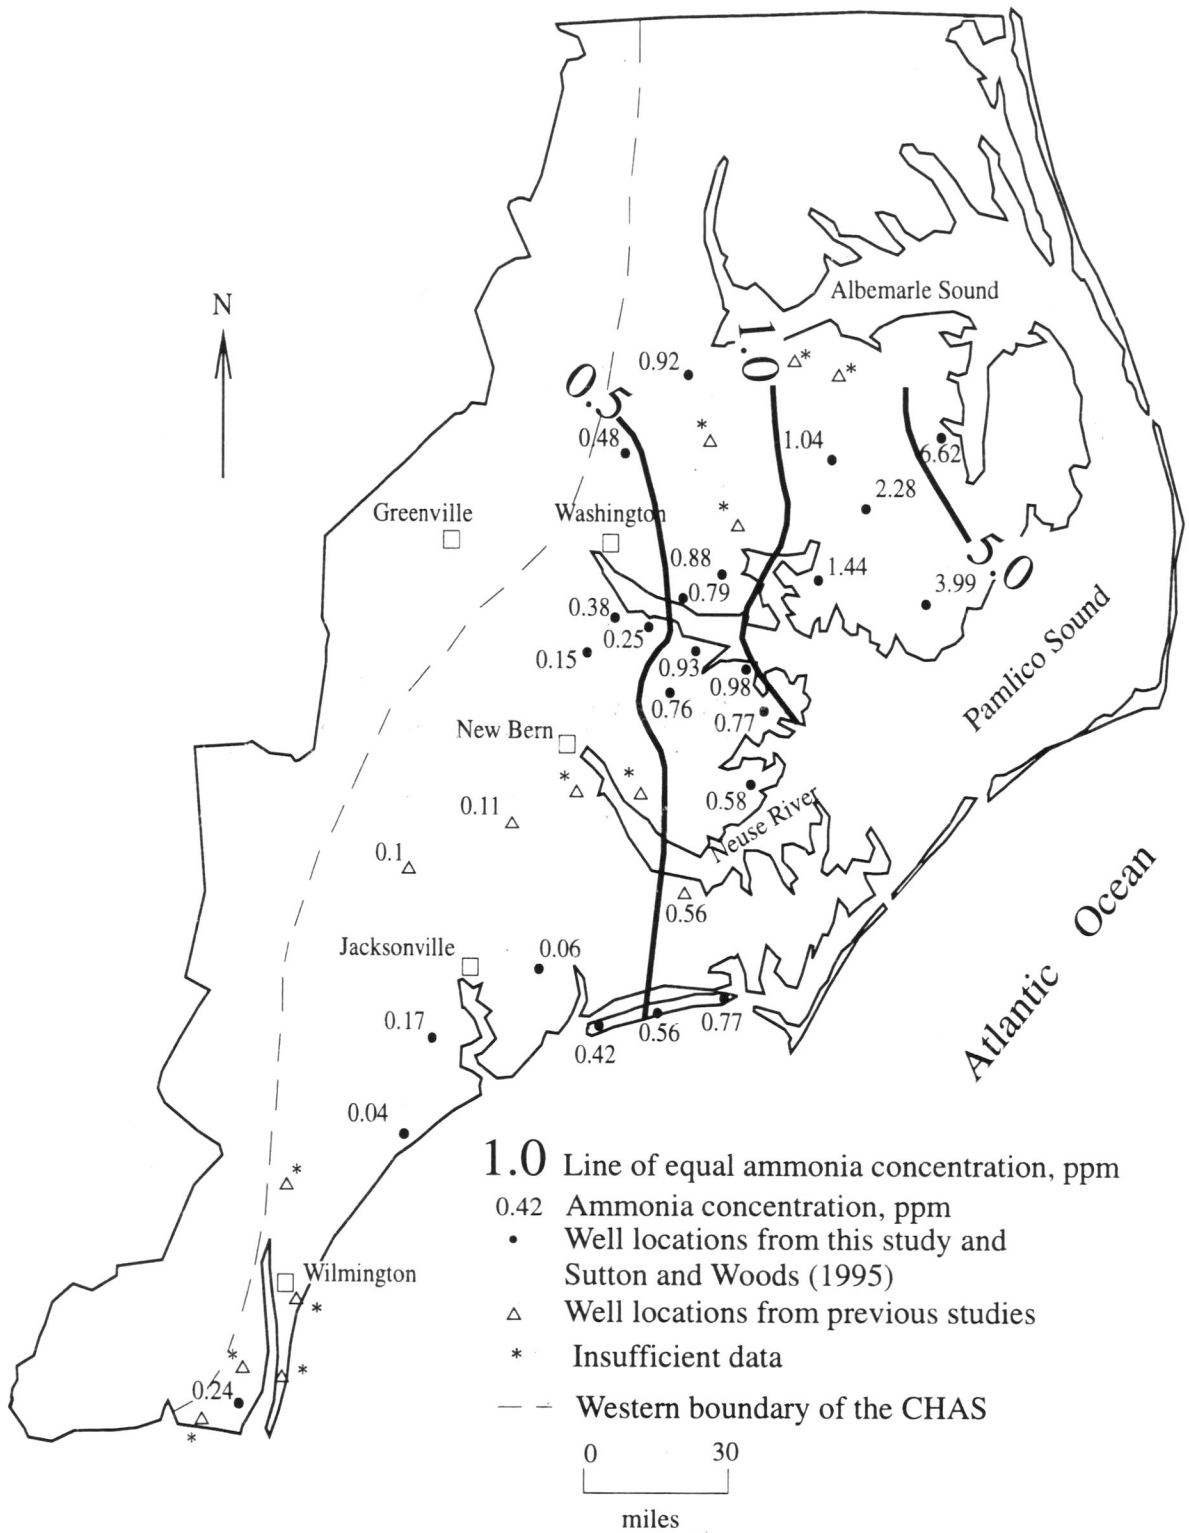 N
Albemarle Sound
1.0
0.92
*
*
0.5
0.48
*
1.04
6.62
2.28
Greenville
Washington
*
5.0
0.88
1.44
0.79
3.99
0.38
0.25
0.15
0.93
0.98
0.76
0.77
Pamlico Sound
New Bern
*
*
0.58
0.11
Neuse River
0.1
0.56
Atlantic Ocean
Jacksonville
0.06
0.17
0.42
0.56
0.77
0.04
*
Wilmington
*
*
*
0.24
*
1.0 Line of equal ammonia concentration, ppm
0.42 Ammonia concentration, ppm
• Well locations from this study and
Sutton and Woods (1995)
△ Well locations from previous studies
* Insufficient data
— – Western boundary of the CHAS
0 30
miles